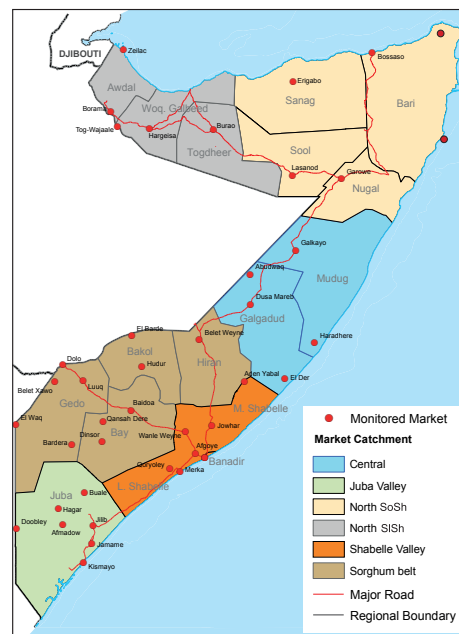 DJIBOUTI
Zeilac
Bossaso
Awdal
Erigabo
Sanag
Bari
Borama
Woq. Galbeed
Tog-Wajaale
Hargeisa
Burao
Togdheer
Sool
Lasanod
Garowe
Nugal
Galkayo
Abudwaq
Mudug
Dusa Mareb
Galgadud
El Barde
Belet Weyne
Haradhere
Bakol
Hiran
Dolo
Hudur
Aden Yabal
El Der
Belet Xawo
Luuq
Gedo
Baidoa
M. Shabelle
El Waq
Qansah Dere
Bay
Dinsor
Wanle Weyne
Jowhar
Bardera
Afgoye
Banadir
Qoryoley
Merka
Juba
Buale
L. Shabelle
Hagar
Doobley
Afmadow
Jilib
Jamame
Kismayo
Monitored Market
Market Catchment
Central
Juba Valley
North SoSh
North SlSh
Shabelle Valley
Sorghum belt
Major Road
Regional Boundary